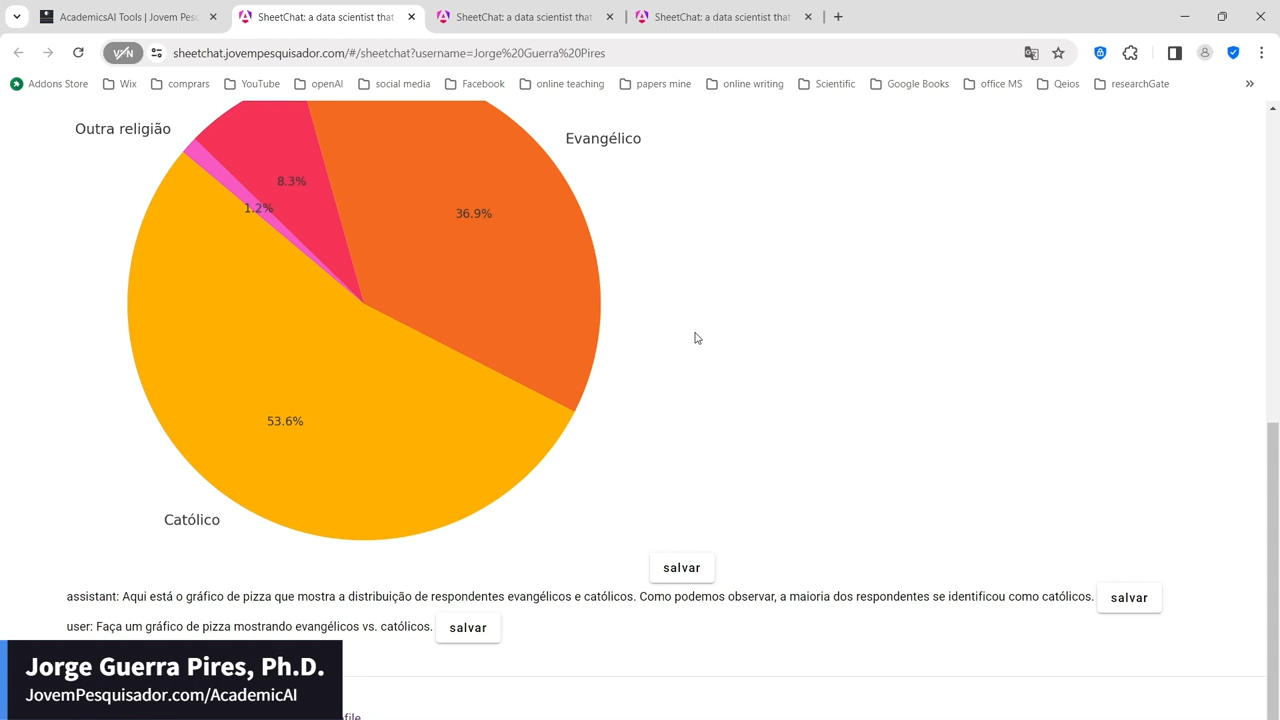 AcademicsAI Tools | Jovem Pesc
SheetChat: a data scientist that
SheetChat: a data scientist that
SheetChat: a data scientist that
VPN
sheetchat.jovempesquisador.com/#/sheetchat?username=Jorge%20Guerra%20Pires
Addons Store
Wix
comprars
YouTube
openAI
social media
Facebook
online teaching
papers mine
online writing
Scientific
Google Books
office MS
Qeios
researchGate
Outra religião
Evangélico
8.3%
1.2%
36.9%
53.6%
Católico
salvar
assistant: Aqui está o gráfico de pizza que mostra a distribuição de respondentes evangélicos e católicos. Como podemos observar, a maioria dos respondentes se identificou como católicos. salvar
user: Faça um gráfico de pizza mostrando evangélicos vs. católicos. salvar
Jorge Guerra Pires, Ph.D.
JovemPesquisador.com/AcademicAI